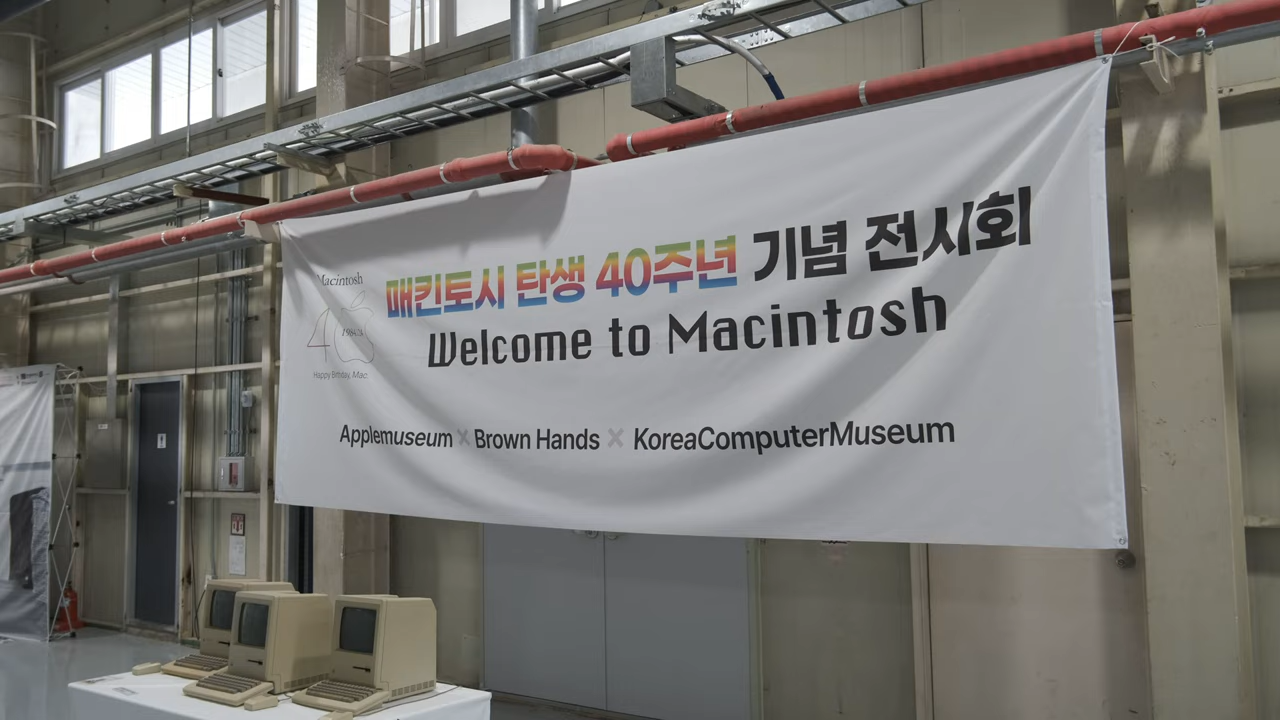 Macintosh
매킨토시 탄생 40주년 기념 전시회
40
Happy Birthday, Mac
Welcome to Macintosh
Applemuseum × Brown Hands × KoreaComputerMuseum